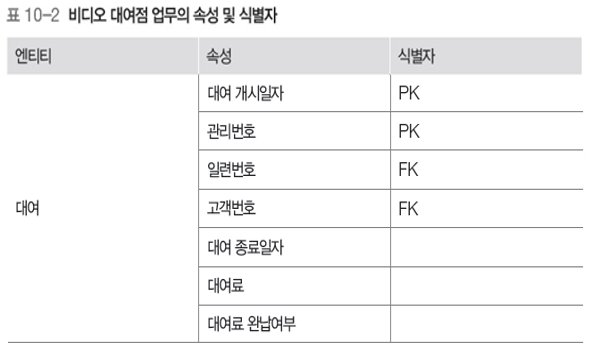 표 10-2 비디오 대여점 업무의 속성 및 식별자
엔티티 속성 식별자
대여 개시일자 PK
관리번호 PK
일련번호 FK
대여 고객번호 FK
대여 종료일자
대여료
대여료 완납여부